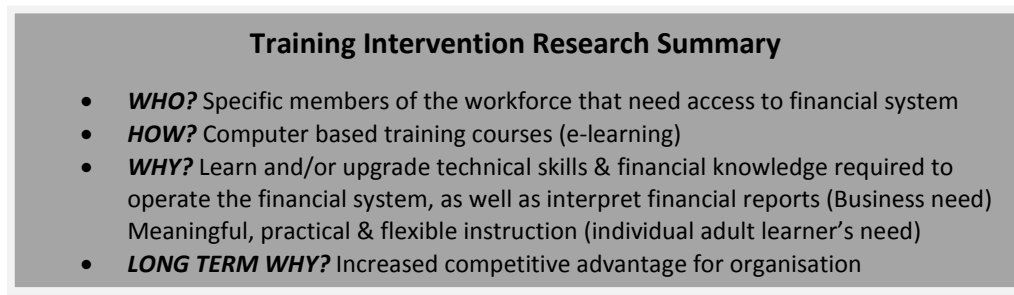 Training Intervention Research Summary
• WHO? Specific members of the workforce that need access to financial system
• HOW? Computer based training courses (e-learning)
• WHY? Learn and/or upgrade technical skills & financial knowledge required to
operate the financial system, as well as interpret financial reports (Business need)
Meaningful, practical & flexible instruction (individual adult learner's need)
• LONG TERM WHY? Increased competitive advantage for organisation